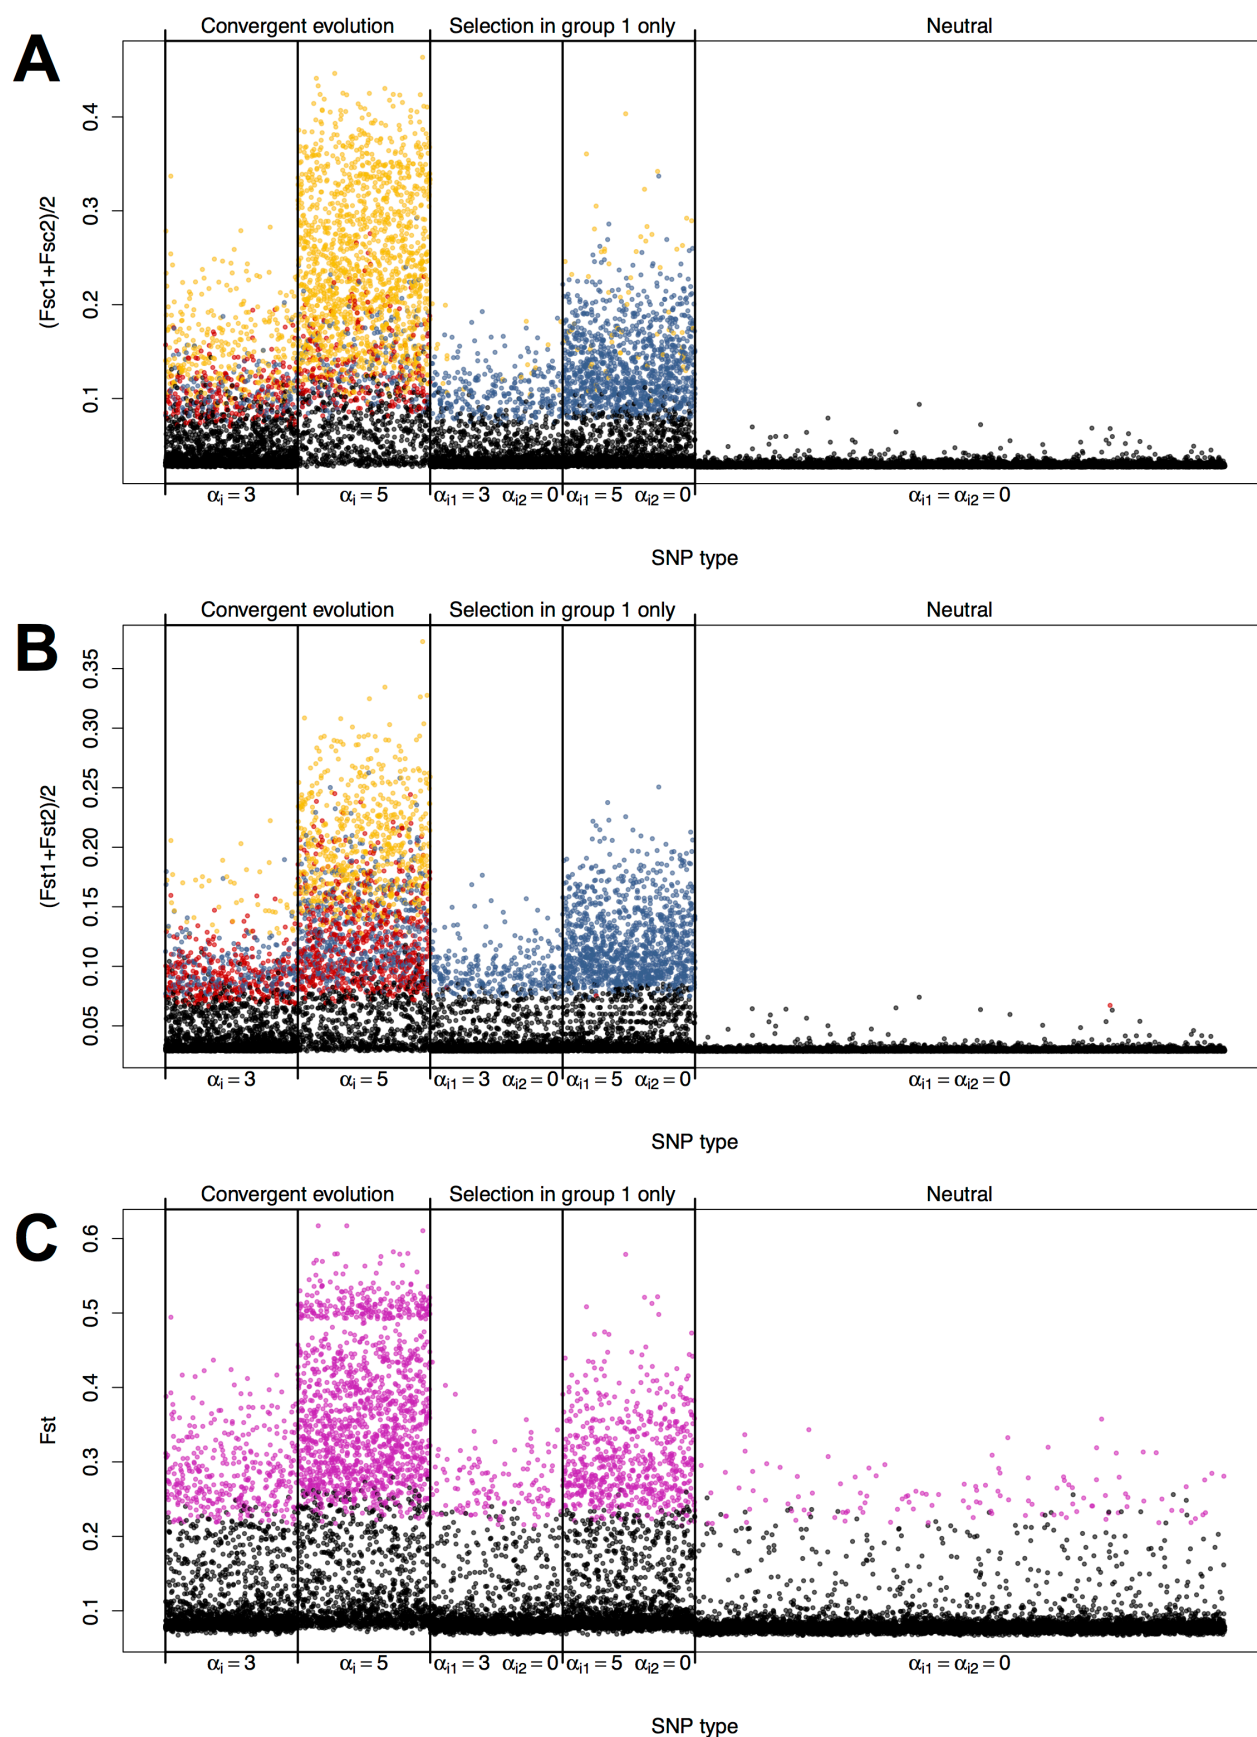 A
Convergent evolution Selection in group 1 only Neutral
(Fsc1+Fsc2)/2
0.4
0.3
0.2
0.1
αi = 3 αi = 5 αi1 = 3 αi2 = 0 αi1 = 5 αi2 = 0 αi1 = αi2 = 0
SNP type
B
Convergent evolution Selection in group 1 only Neutral
(Fst1+Fst2)/2
0.35
0.30
0.25
0.20
0.15
0.10
0.05
αi = 3 αi = 5 αi1 = 3 αi2 = 0 αi1 = 5 αi2 = 0 αi1 = αi2 = 0
SNP type
C
Convergent evolution Selection in group 1 only Neutral
Fst
0.6
0.5
0.4
0.3
0.2
0.1
αi = 3 αi = 5 αi1 = 3 αi2 = 0 αi1 = 5 αi2 = 0 αi1 = αi2 = 0
SNP type